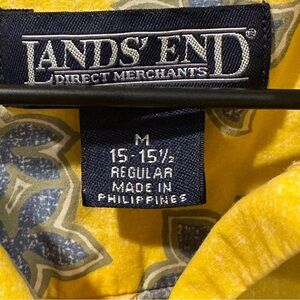 LANDS' END®
DIRECT MERCHANTS
M
15-15½
REGULAR
MADE IN
PHILIPPINES